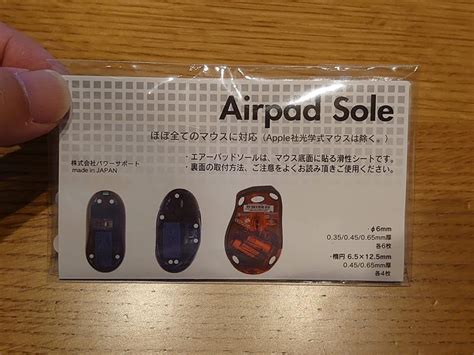 Airpad Sole
ほぼ全てのマウスに対応（Apple社光学式マウスは除く。）
株式会社パワーサポート
made in JAPAN
・エアーパッドソールは、マウス底面に貼る滑性シートです。
・裏面の取付方法、ご注意をよくお読み頂きご使用ください。
・φ6mm
0.35/0.45/0.65mm厚
各6枚
・楕円 6.5×12.5mm
0.45/0.65mm厚
各4枚